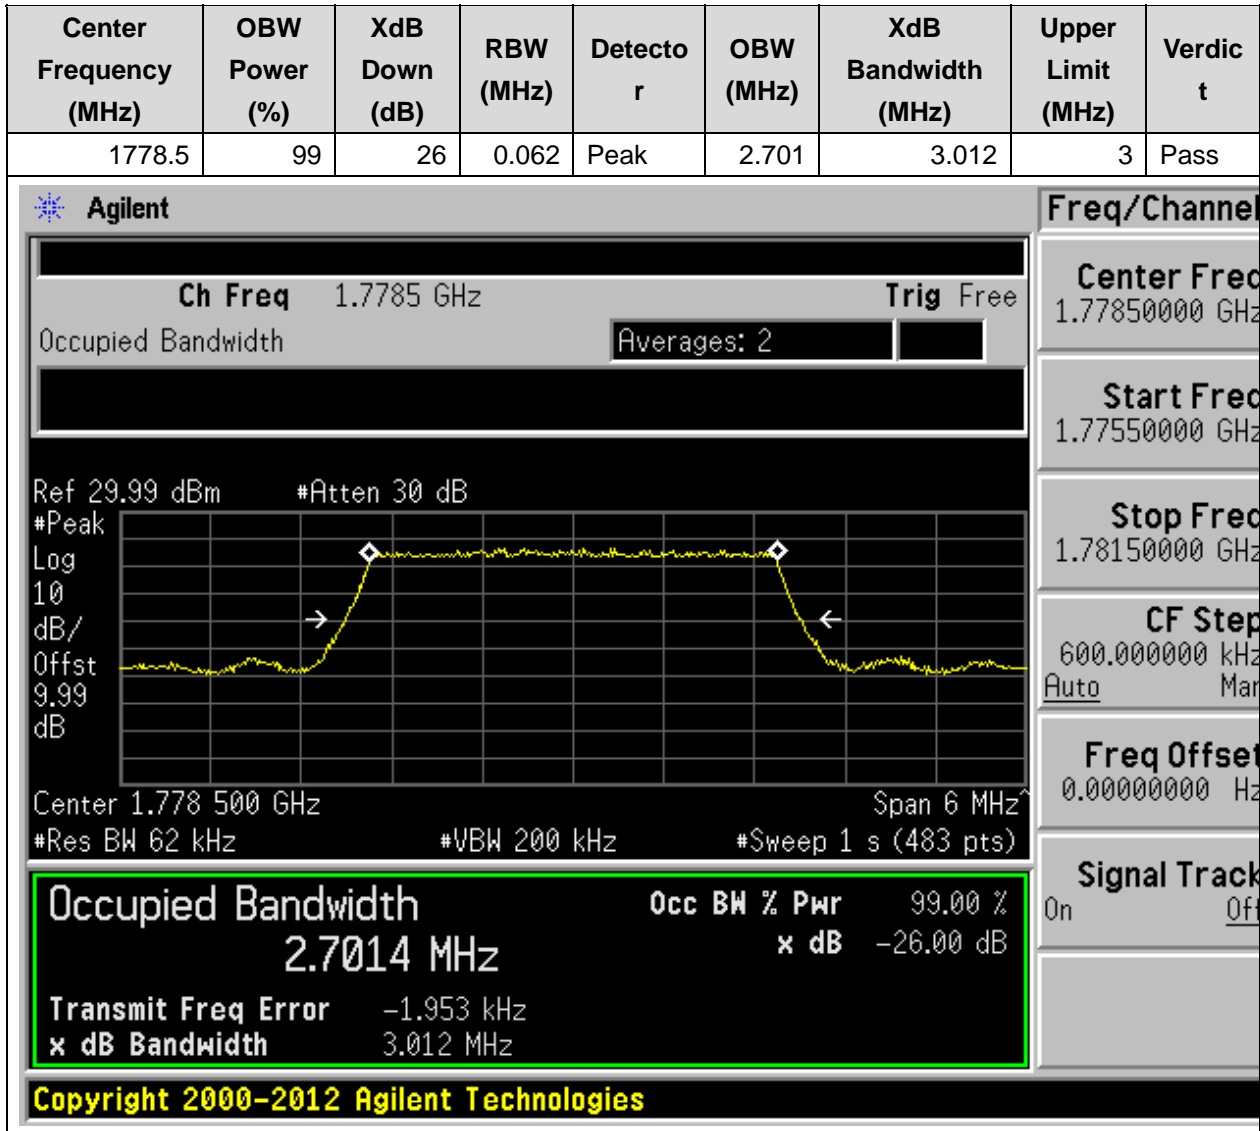 Center Frequency (MHz) OBW Power (%) XdB Down (dB) RBW (MHz) Detecto r OBW (MHz) XdB Bandwidth (MHz) Upper Limit (MHz) Verdic t
1778.5 99 26 0.062 Peak 2.701 3.012 3 Pass
Agilent
Freq/Channel
Ch Freq 1.7785 GHz Trig Free
Occupied Bandwidth Averages: 2
Center Freq
1.77850000 GHz
Start Freq
1.77550000 GHz
Stop Freq
1.78150000 GHz
CF Step
600.000000 kHz
Auto Man
Freq Offset
0.00000000 Hz
Signal Track
On Off
Ref 29.99 dBm #Atten 30 dB
#Peak
Log
10
dB/
Offst
9.99
dB
Center 1.778 500 GHz Span 6 MHz^
#Res BW 62 kHz #VBW 200 kHz #Sweep 1 s (483 pts)
Occupied Bandwidth Occ BW % Pwr 99.00 %
2.7014 MHz x dB -26.00 dB
Transmit Freq Error -1.953 kHz
x dB Bandwidth 3.012 MHz
Copyright 2000-2012 Agilent Technologies